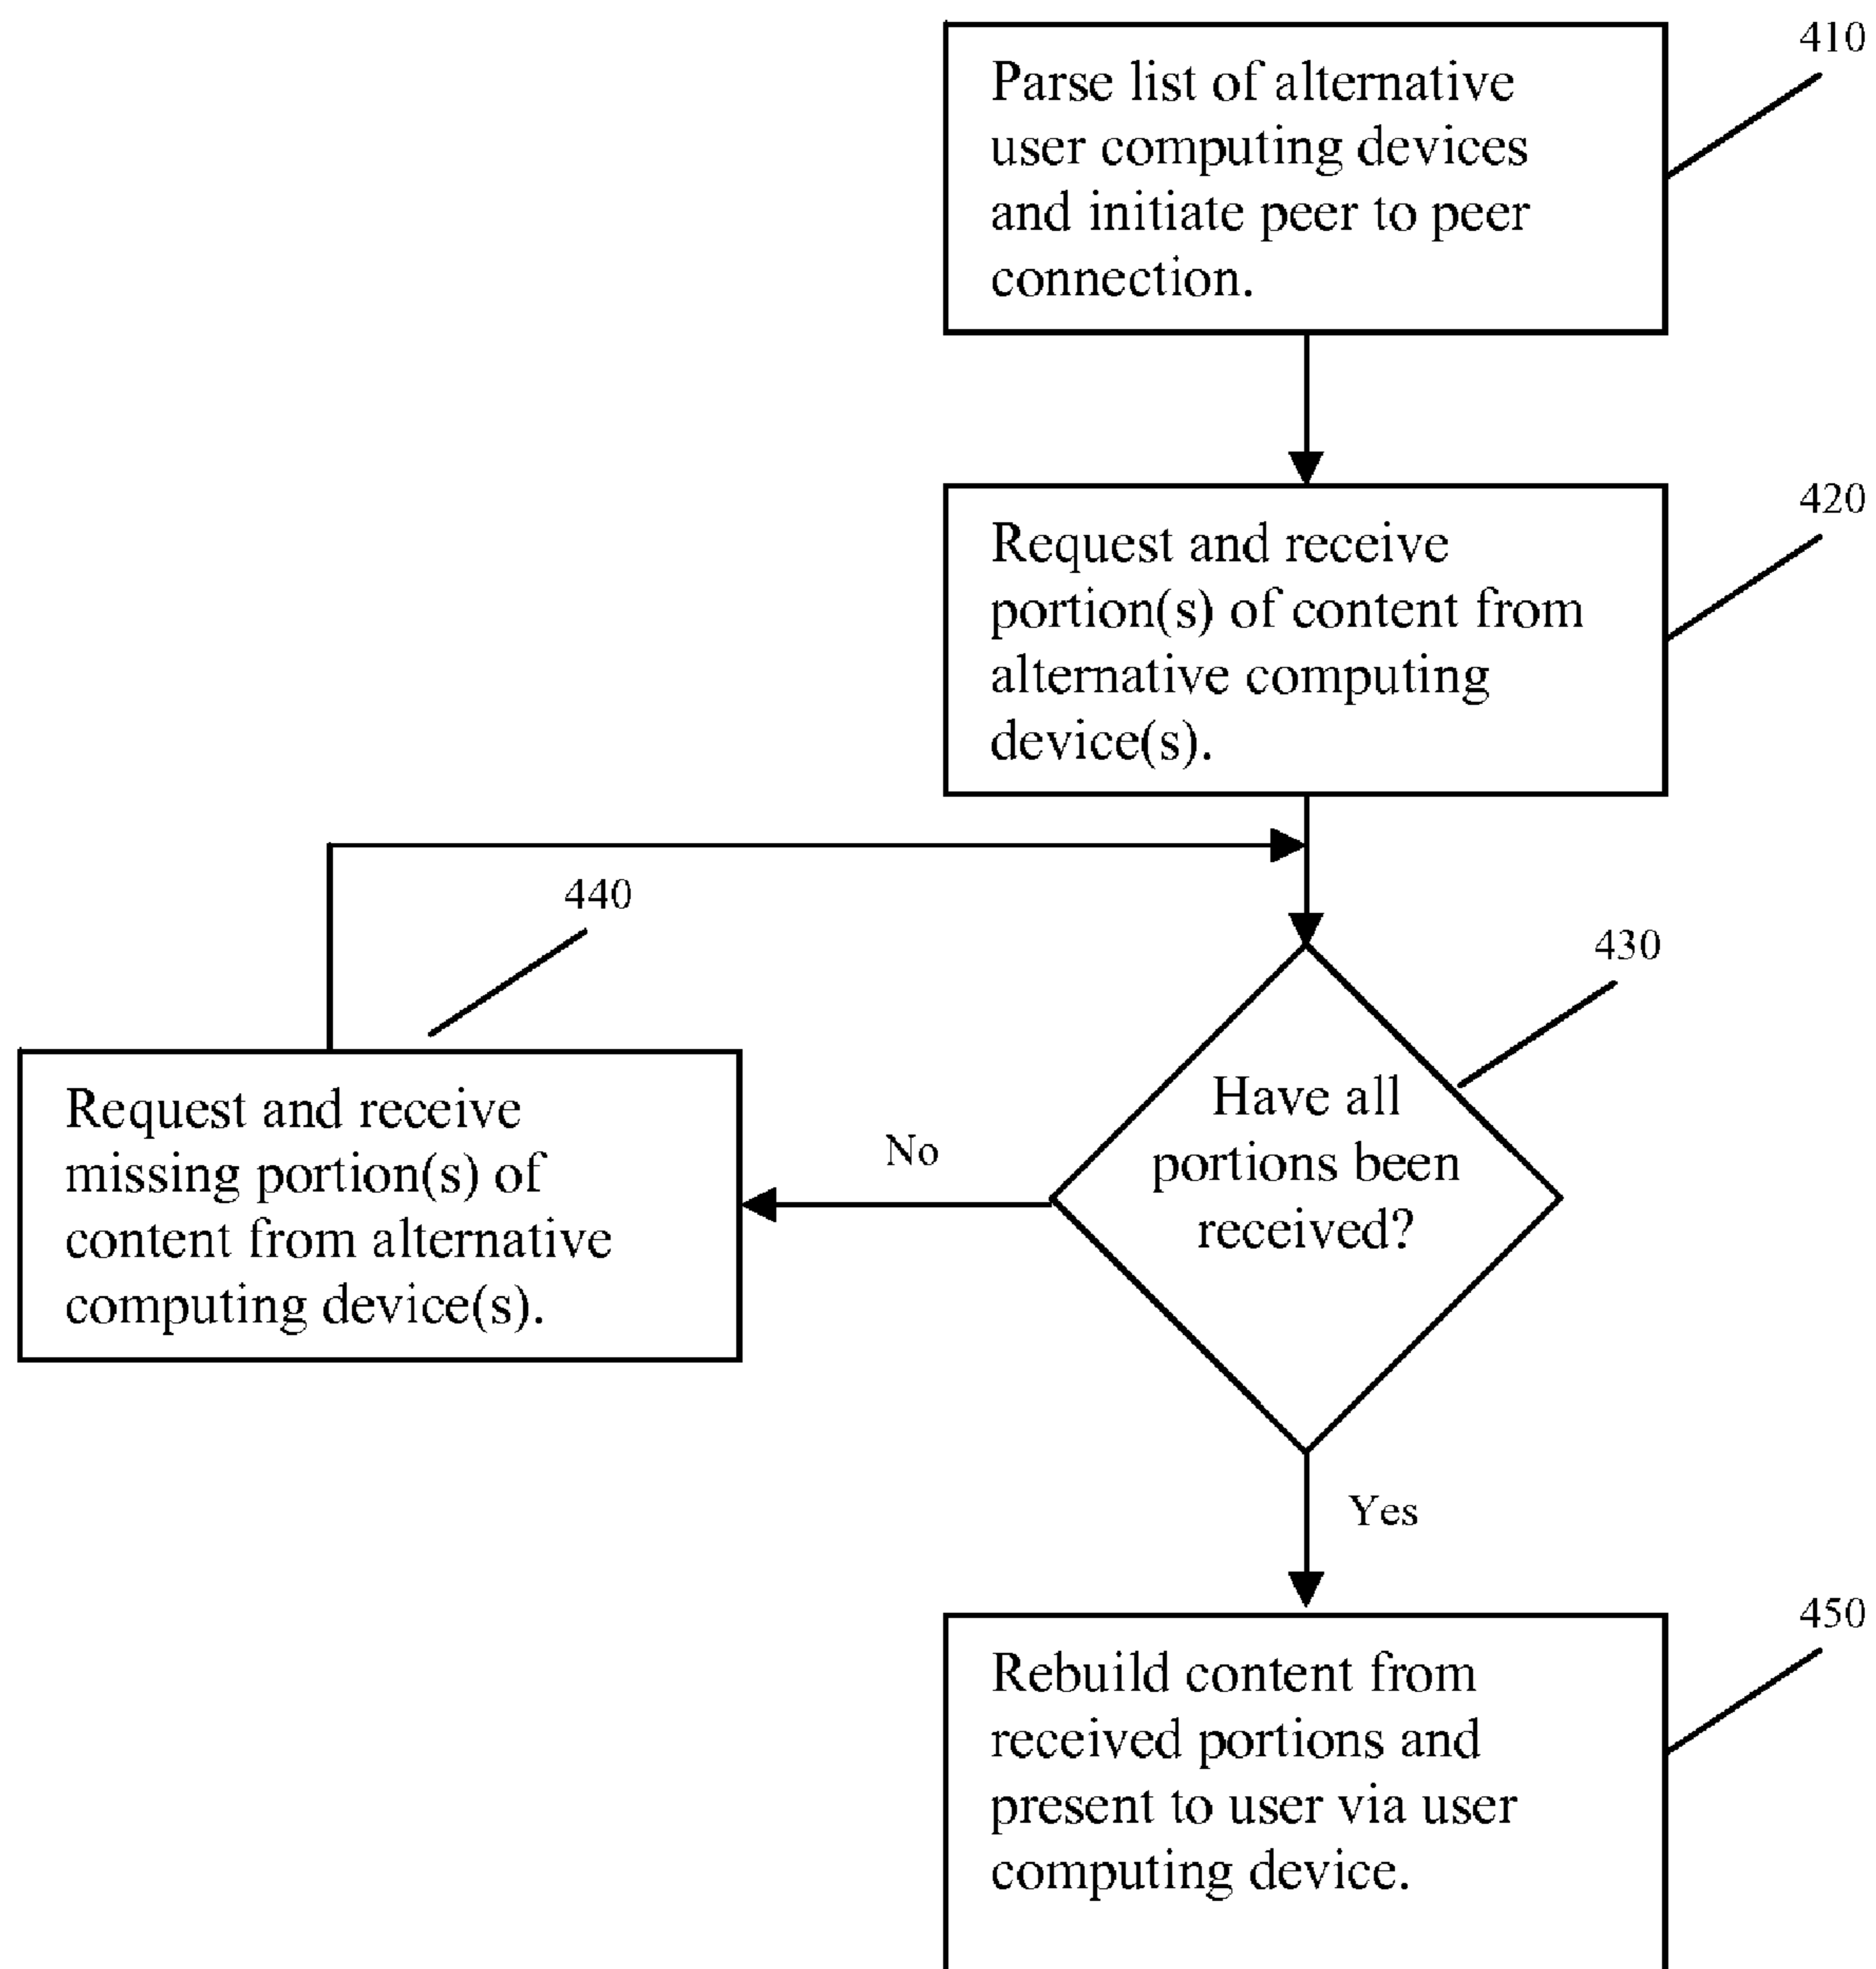 410
Parse list of alternative
user computing devices
and initiate peer to peer
connection.
420
Request and receive
portion(s) of content from
alternative computing
device(s).
440
430
Request and receive
missing portion(s) of
content from alternative
computing device(s).
No
Have all
portions been
received?
Yes
450
Rebuild content from
received portions and
present to user via user
computing device.